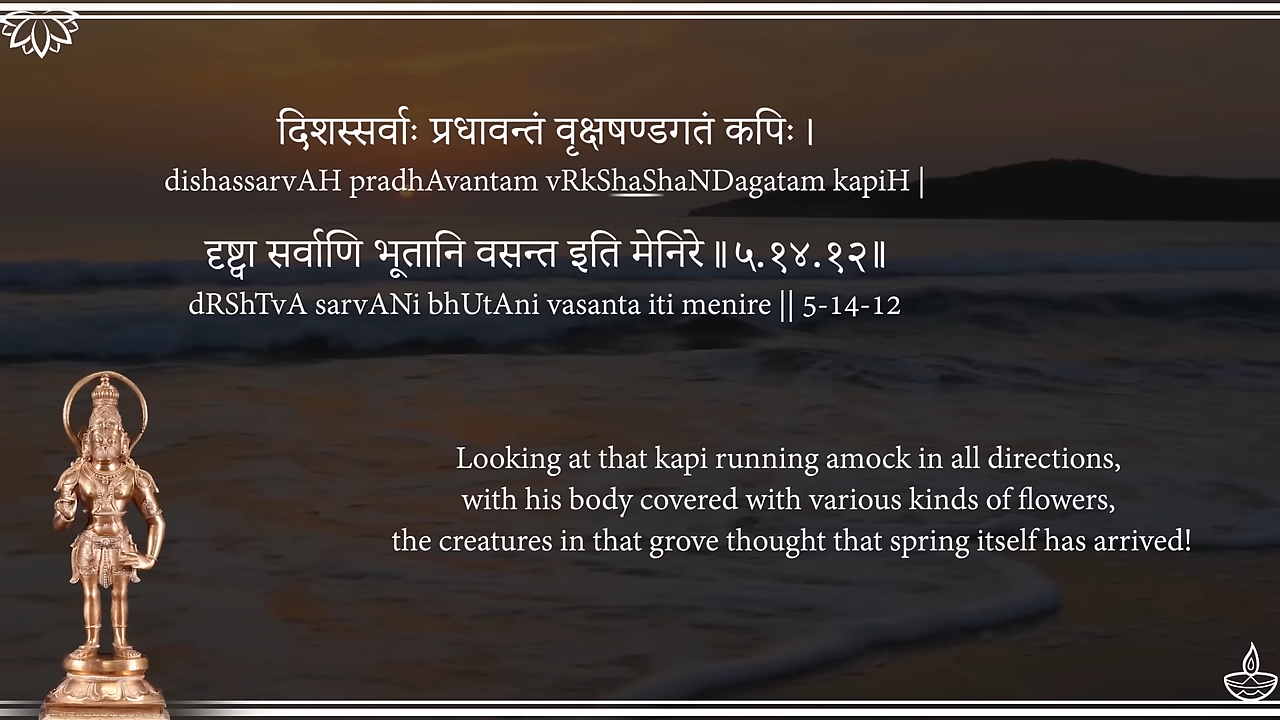 दिशस्सर्वाः प्रधावन्तं वृक्षषण्डगतं कपिः ।
dishassarvAH pradhAvantam vRkShaShaNDagatam kapiH |
दृष्ट्वा सर्वाणि भूतानि वसन्त इति मेनिरे ॥ ५.१४.१२॥
dRShTvA sarvANi bhUtAni vasanta iti menire || 5-14-12
Looking at that kapi running amock in all directions,
with his body covered with various kinds of flowers,
the creatures in that grove thought that spring itself has arrived!